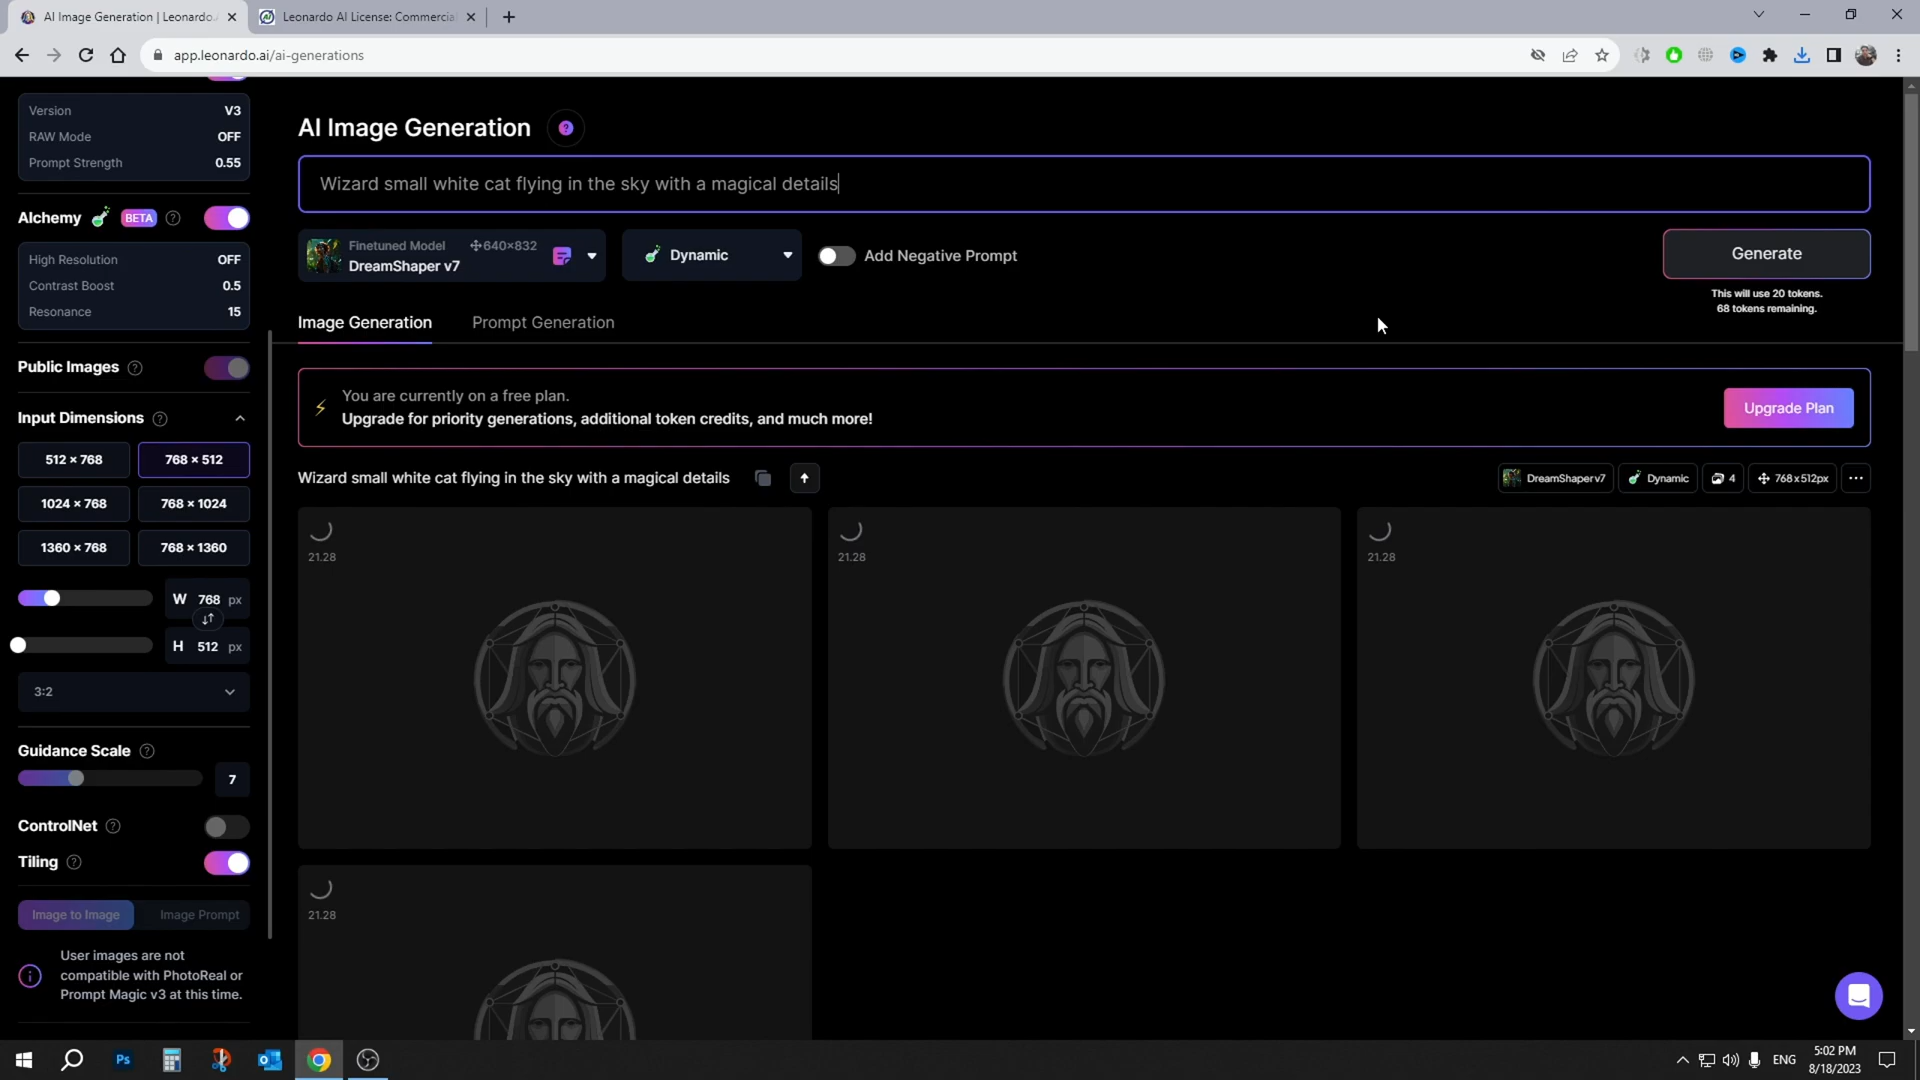 AI Image Generation | Leonardo.
Leonardo AI License: Commercial
app.leonardo.ai/ai-generations
Version V3
RAW Mode OFF
Prompt Strength 0.55
Alchemy BETA
High Resolution OFF
Contrast Boost 0.5
Resonance 15
Public Images
Input Dimensions
512 × 768 768 × 512
1024 × 768 768 × 1024
1360 × 768 768 × 1360
W 768 px
H 512 px
3:2
Guidance Scale
7
ControlNet
Tiling
Image to Image Image Prompt
User images are not
compatible with PhotoReal or
Prompt Magic v3 at this time.
AI Image Generation
Wizard small white cat flying in the sky with a magical details
Finetuned Model 640×832
DreamShaper v7
Dynamic
Add Negative Prompt
Generate
This will use 20 tokens.
68 tokens remaining.
Image Generation Prompt Generation
You are currently on a free plan.
Upgrade for priority generations, additional token credits, and much more!
Upgrade Plan
Wizard small white cat flying in the sky with a magical details
DreamShaper v7 Dynamic 4 768x512px
21.28 21.28 21.28
21.28
Ps
ENG
5:02 PM
8/18/2023